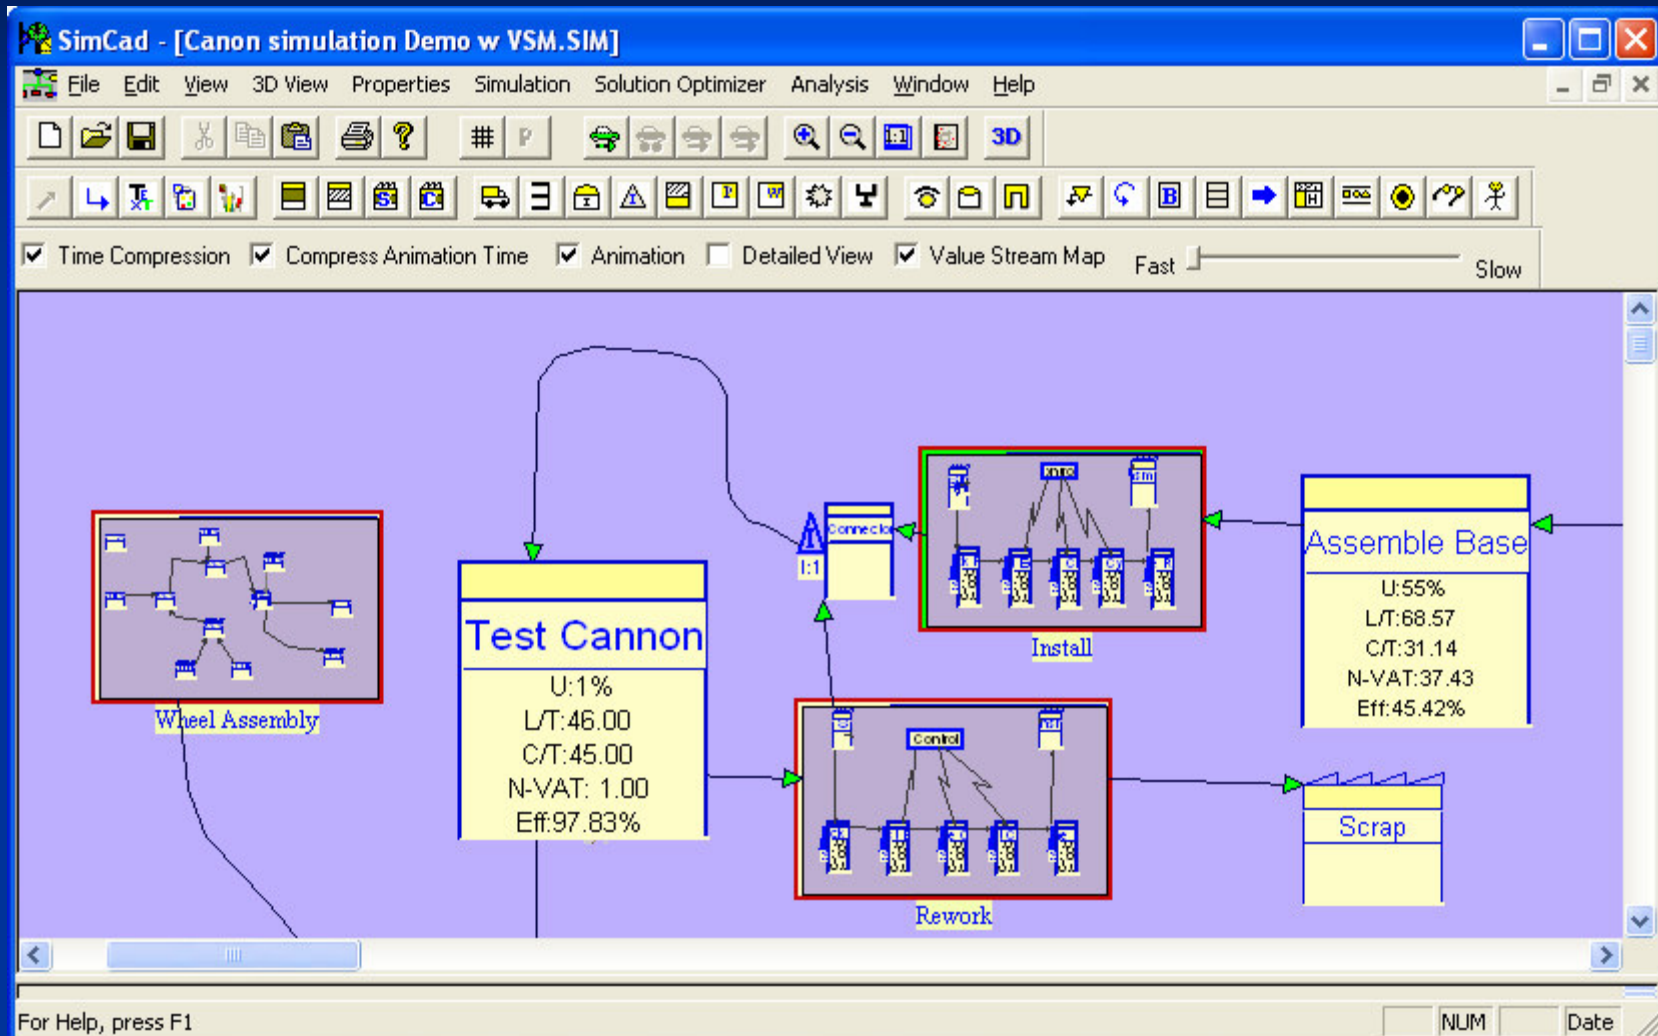 SimCad - [Canon simulation Demo w VSM.SIM]
File Edit View 3D View Properties Simulation Solution Optimizer Analysis Window Help
3D
Time Compression Compress Animation Time Animation Detailed View Value Stream Map Fast Slow
Connecto
I:1
Install
Assemble Base
U:55%
L/T:68.57
C/T:31.14
N-VAT:37.43
Eff:45.42%
Test Cannon
U:1%
L/T:46.00
C/T:45.00
N-VAT: 1.00
Eff:97.83%
Wheel Assembly
Control
Rework
Scrap
For Help, press F1
NUM
Date